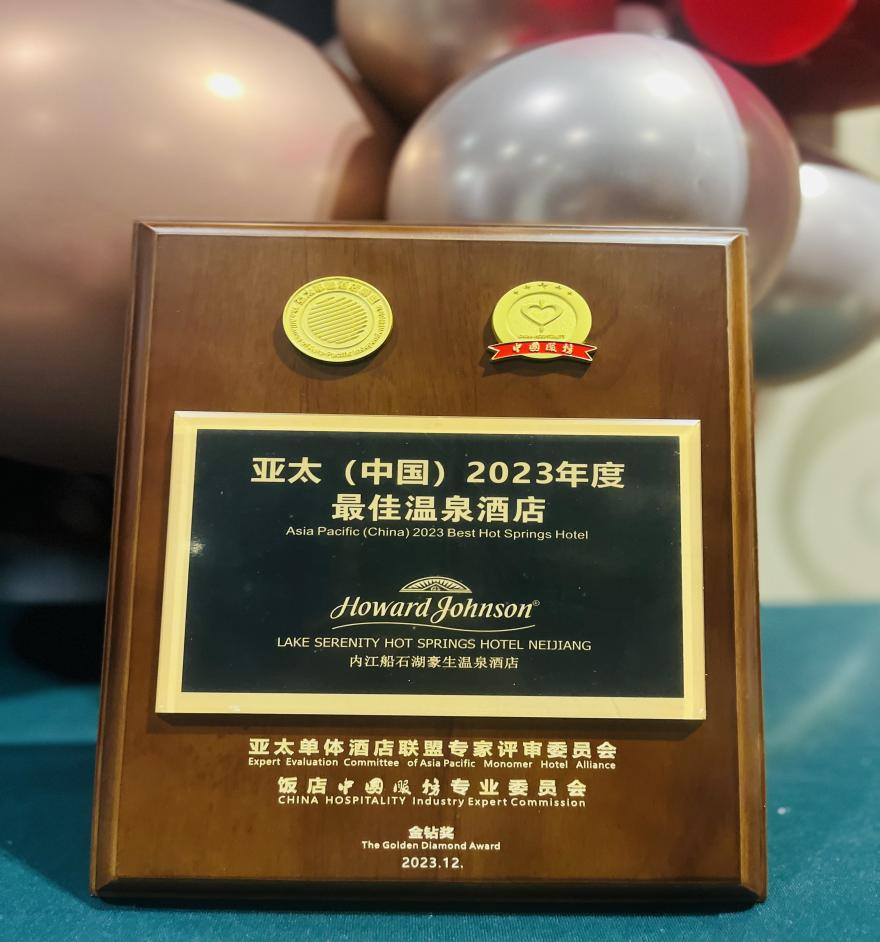 中国服务
亚太（中国）2023年度
最佳温泉酒店
Asia Pacific (China) 2023 Best Hot Springs Hotel
Howard Johnson®
LAKE SERENITY HOT SPRINGS HOTEL NEIJIANG
内江船石湖豪生温泉酒店
亚太单体酒店联盟专家评审委员会
Expert Evaluation Committee of Asia Pacific Monomer Hotel Alliance
饭店中國服務专业委员会
CHINA HOSPITALITY Industry Expert Commission
金钻奖
The Golden Diamond Award
2023.12.